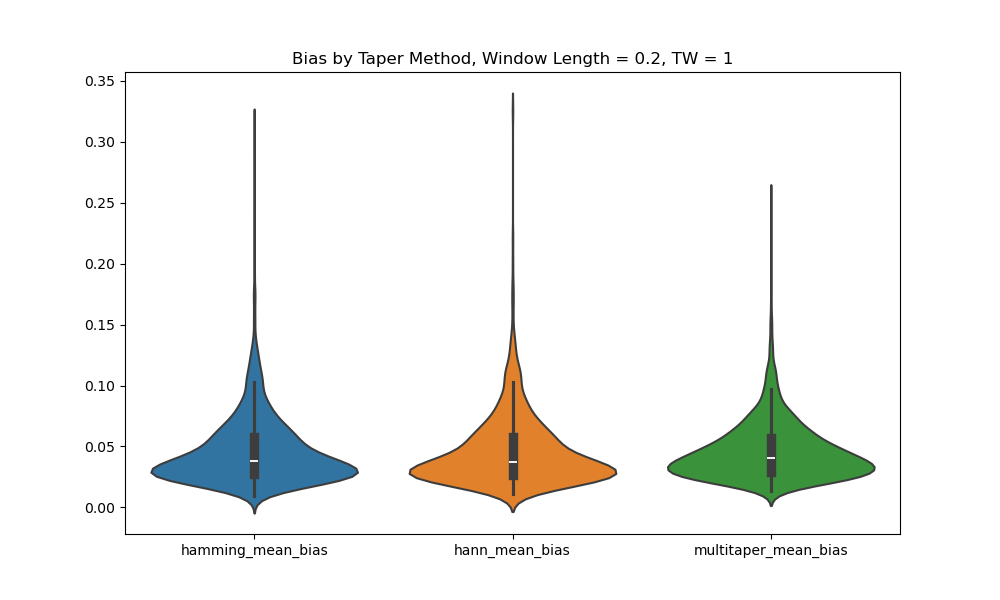 Bias by Taper Method, Window Length = 0.2, TW = 1
0.35
0.30
0.25
0.20
0.15
0.10
0.05
0.00
hamming_mean_bias
hann_mean_bias
multitaper_mean_bias